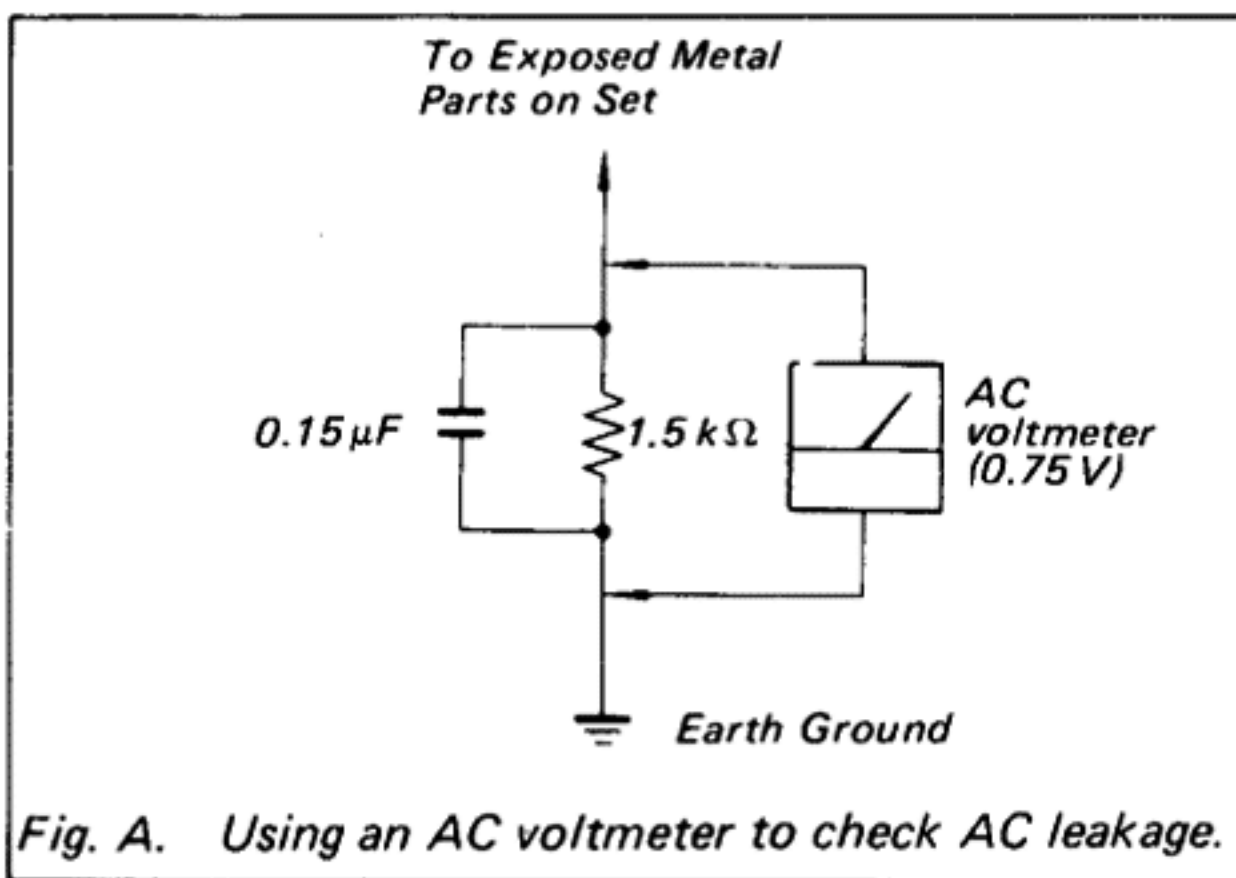 To Exposed Metal
Parts on Set
0.15μF
1.5 kΩ
AC
voltmeter
(0.75 V)
Earth Ground
Fig. A. Using an AC voltmeter to check AC leakage.